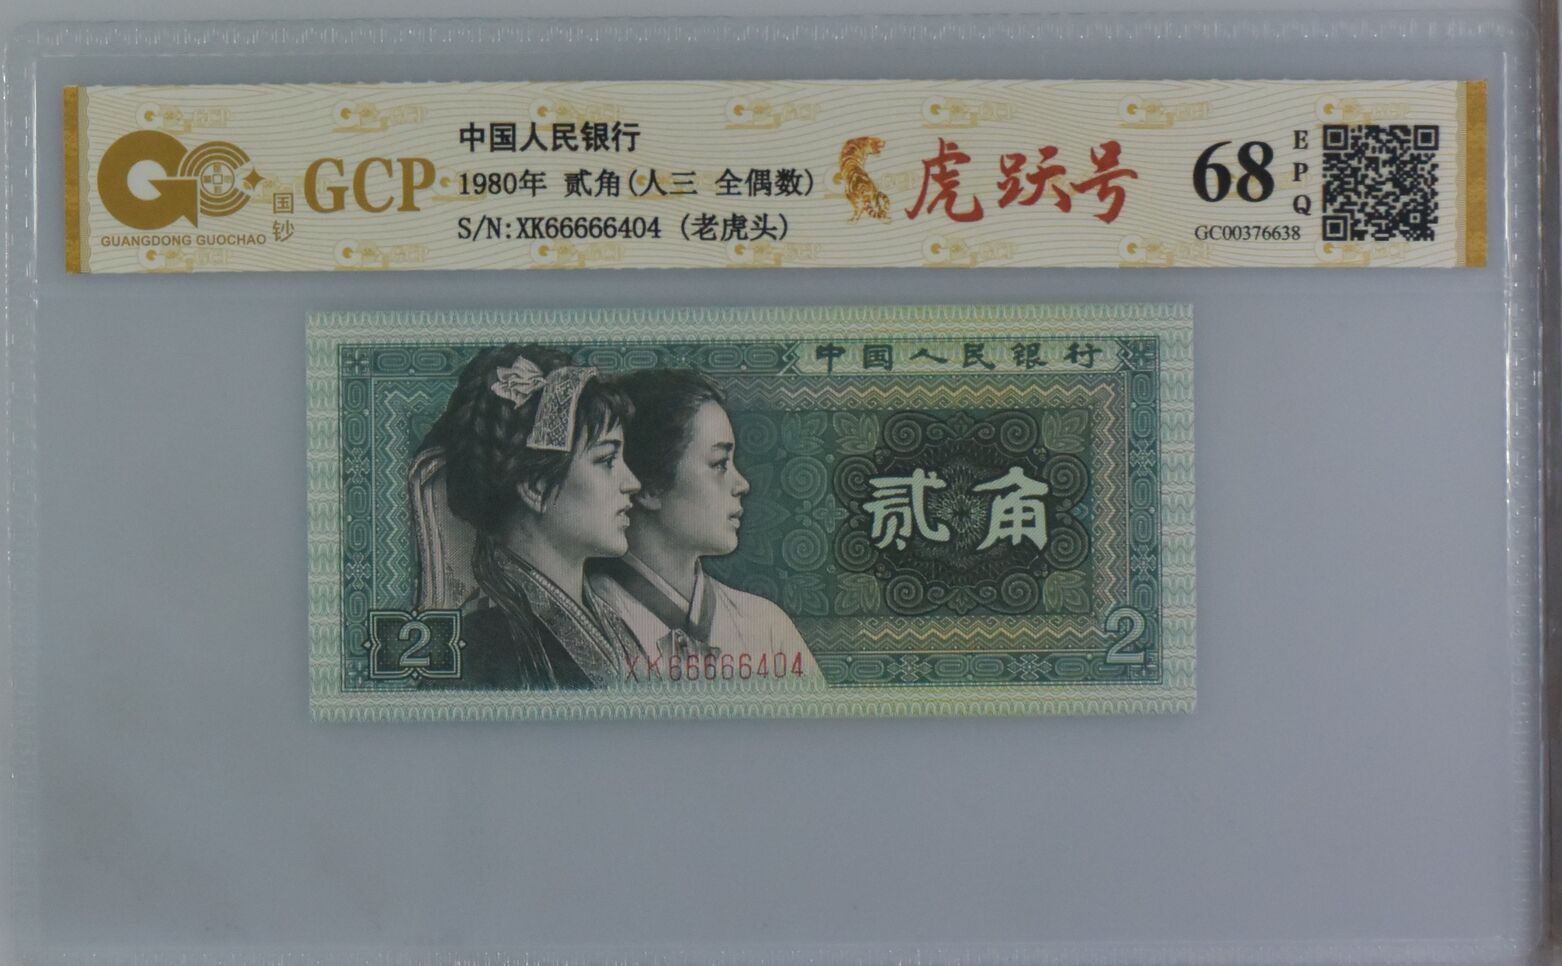 GUANGDONG GUOCHAO
国钞
GCP
中国人民银行
1980年 贰角(人三 全偶数)
S/N:XK66666404 (老虎头)
虎跃号
68
EPQ
GC00376638
中国人民银行
贰角
2
XK66666404
2